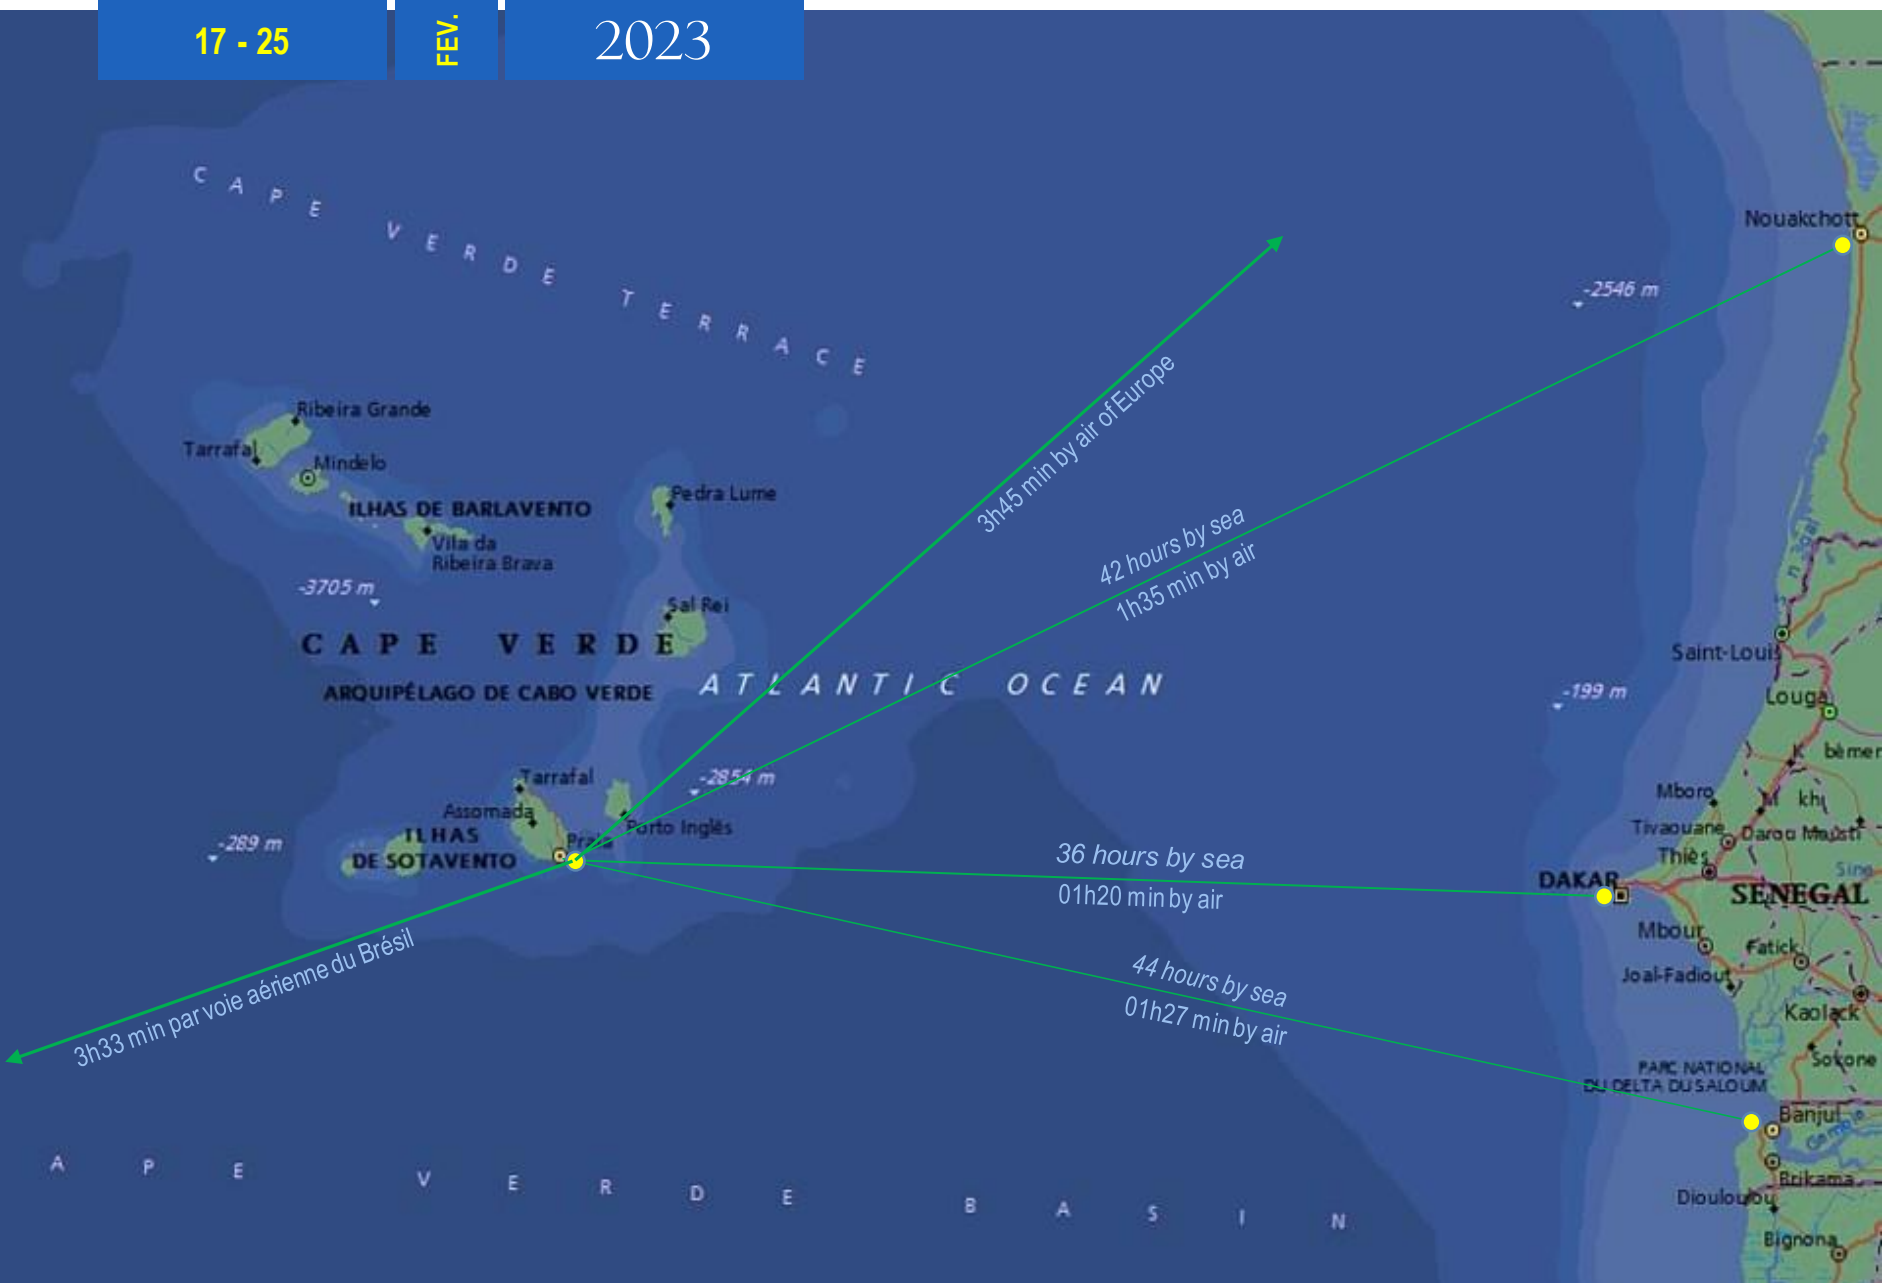 17 - 25
FEV.
2023
CAPE VERDE TERRACE
Nouakchott
-2546 m
Ribeira Grande
Tarrafal
Mindelo
ILHAS DE BARLAVENTO
Pedra Lume
Vila da
Ribeira Brava
3h45 min by air of Europe
42 hours by sea
1h35 min by air
-3705 m
Sal Rei
CAPE VERDE
ARQUIPÉLAGO DE CABO VERDE
ATLANTIC OCEAN
Saint-Louis
-199 m
Louga
Tarrafal
-2854 m
Assomada
Porto Inglês
Praia
ILHAS
DE SOTAVENTO
-289 m
Mboro
Tivaouane
Darou Mousti
Thiès
Sine
36 hours by sea
01h20 min by air
DAKAR
SENEGAL
Mbour
Fatick
Joal-Fadiout
Kaolack
44 hours by sea
01h27 min by air
3h33 min par voie aérienne du Brésil
Sokone
PARC NATIONAL
DU DELTA DU SALOUM
Banjul
Gambie
Brikama
Diouloulou
Bignona
APE VERDE BASIN